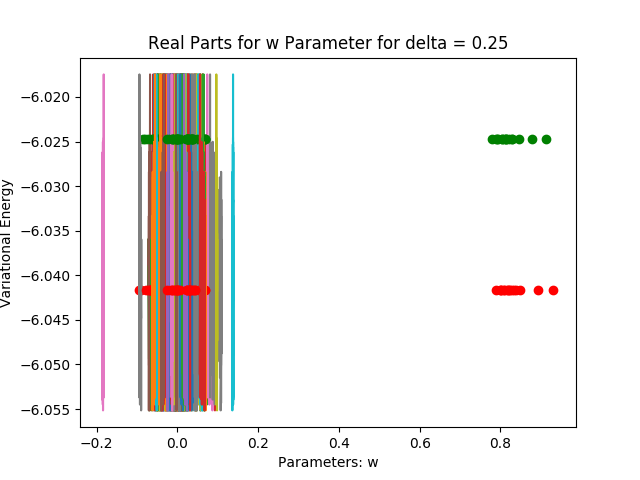 Real Parts for w Parameter for delta = 0.25
Variational Energy
−6.020
−6.025
−6.030
−6.035
−6.040
−6.045
−6.050
−6.055
−0.2 0.0 0.2 0.4 0.6 0.8
Parameters: w